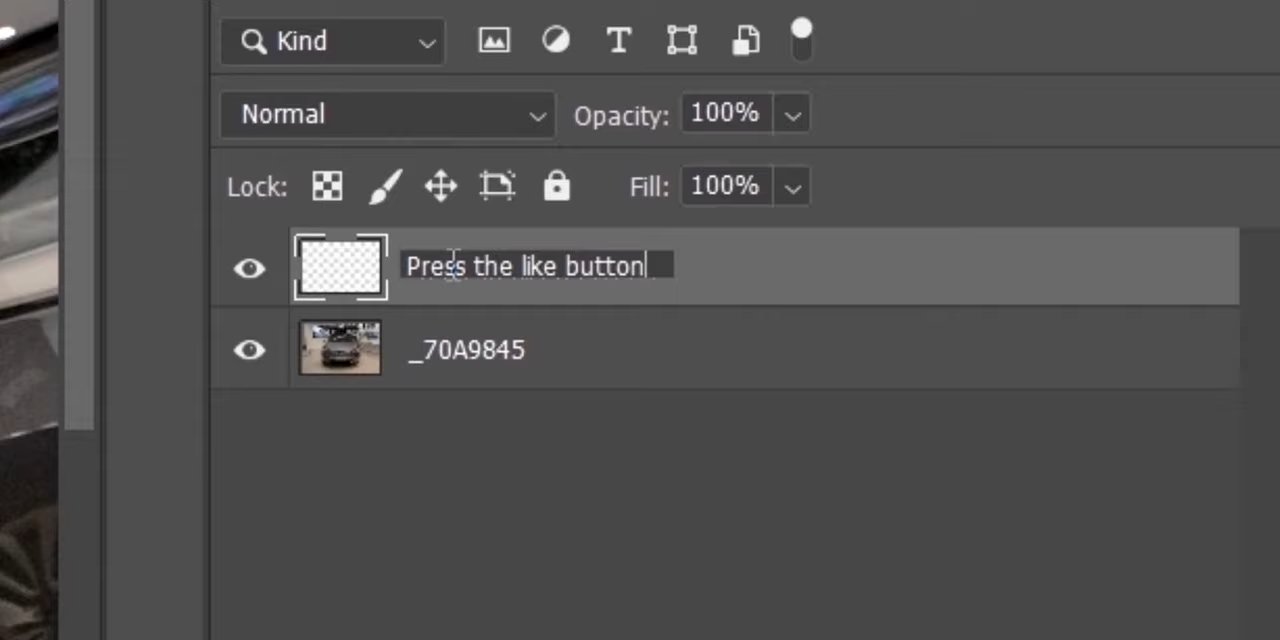 Kind
Normal Opacity: 100%
Lock: Fill: 100%
Press the like button
_70A9845